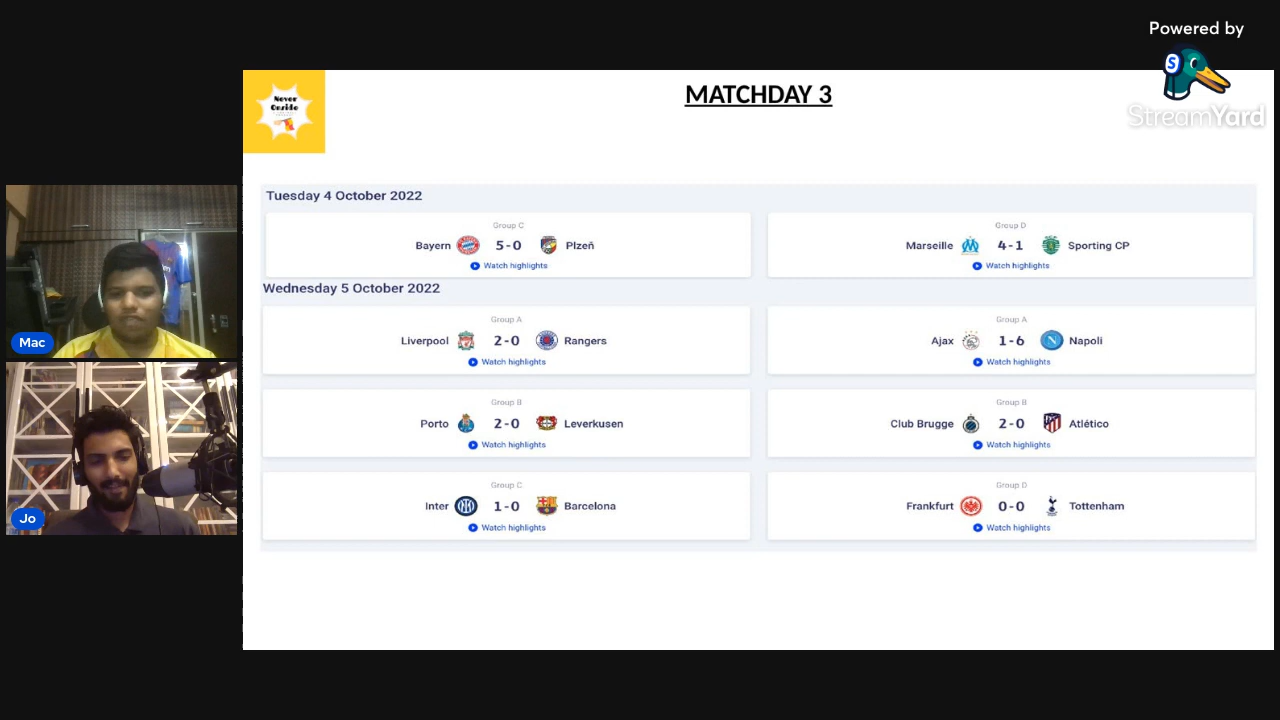 Powered by
StreamYard
Never
Onside
MATCHDAY 3
Tuesday 4 October 2022
Group C
Bayern 5-0 Plzeň
Watch highlights
Group D
Marseille 4-1 Sporting CP
Watch highlights
Wednesday 5 October 2022
Group A
Liverpool 2-0 Rangers
Watch highlights
Group A
Ajax 1-6 Napoli
Watch highlights
Group B
Porto 2-0 Leverkusen
Watch highlights
Group B
Club Brugge 2-0 Atlético
Watch highlights
Group C
Inter 1-0 Barcelona
Watch highlights
Group D
Frankfurt 0-0 Tottenham
Watch highlights
Mac
Jo